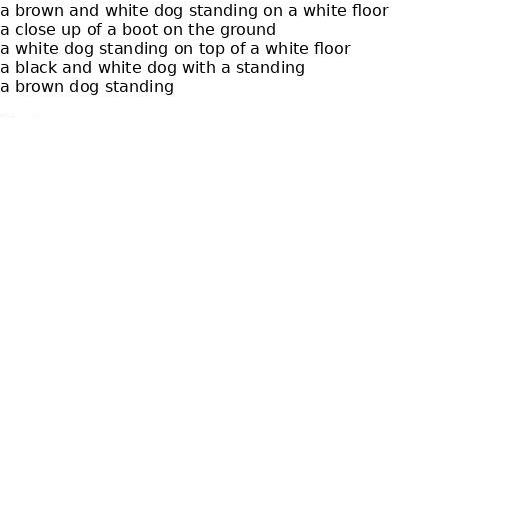 a brown and white dog standing on a white floor
a close up of a boot on the ground
a white dog standing on top of a white floor
a black and white dog with a standing
a brown dog standing